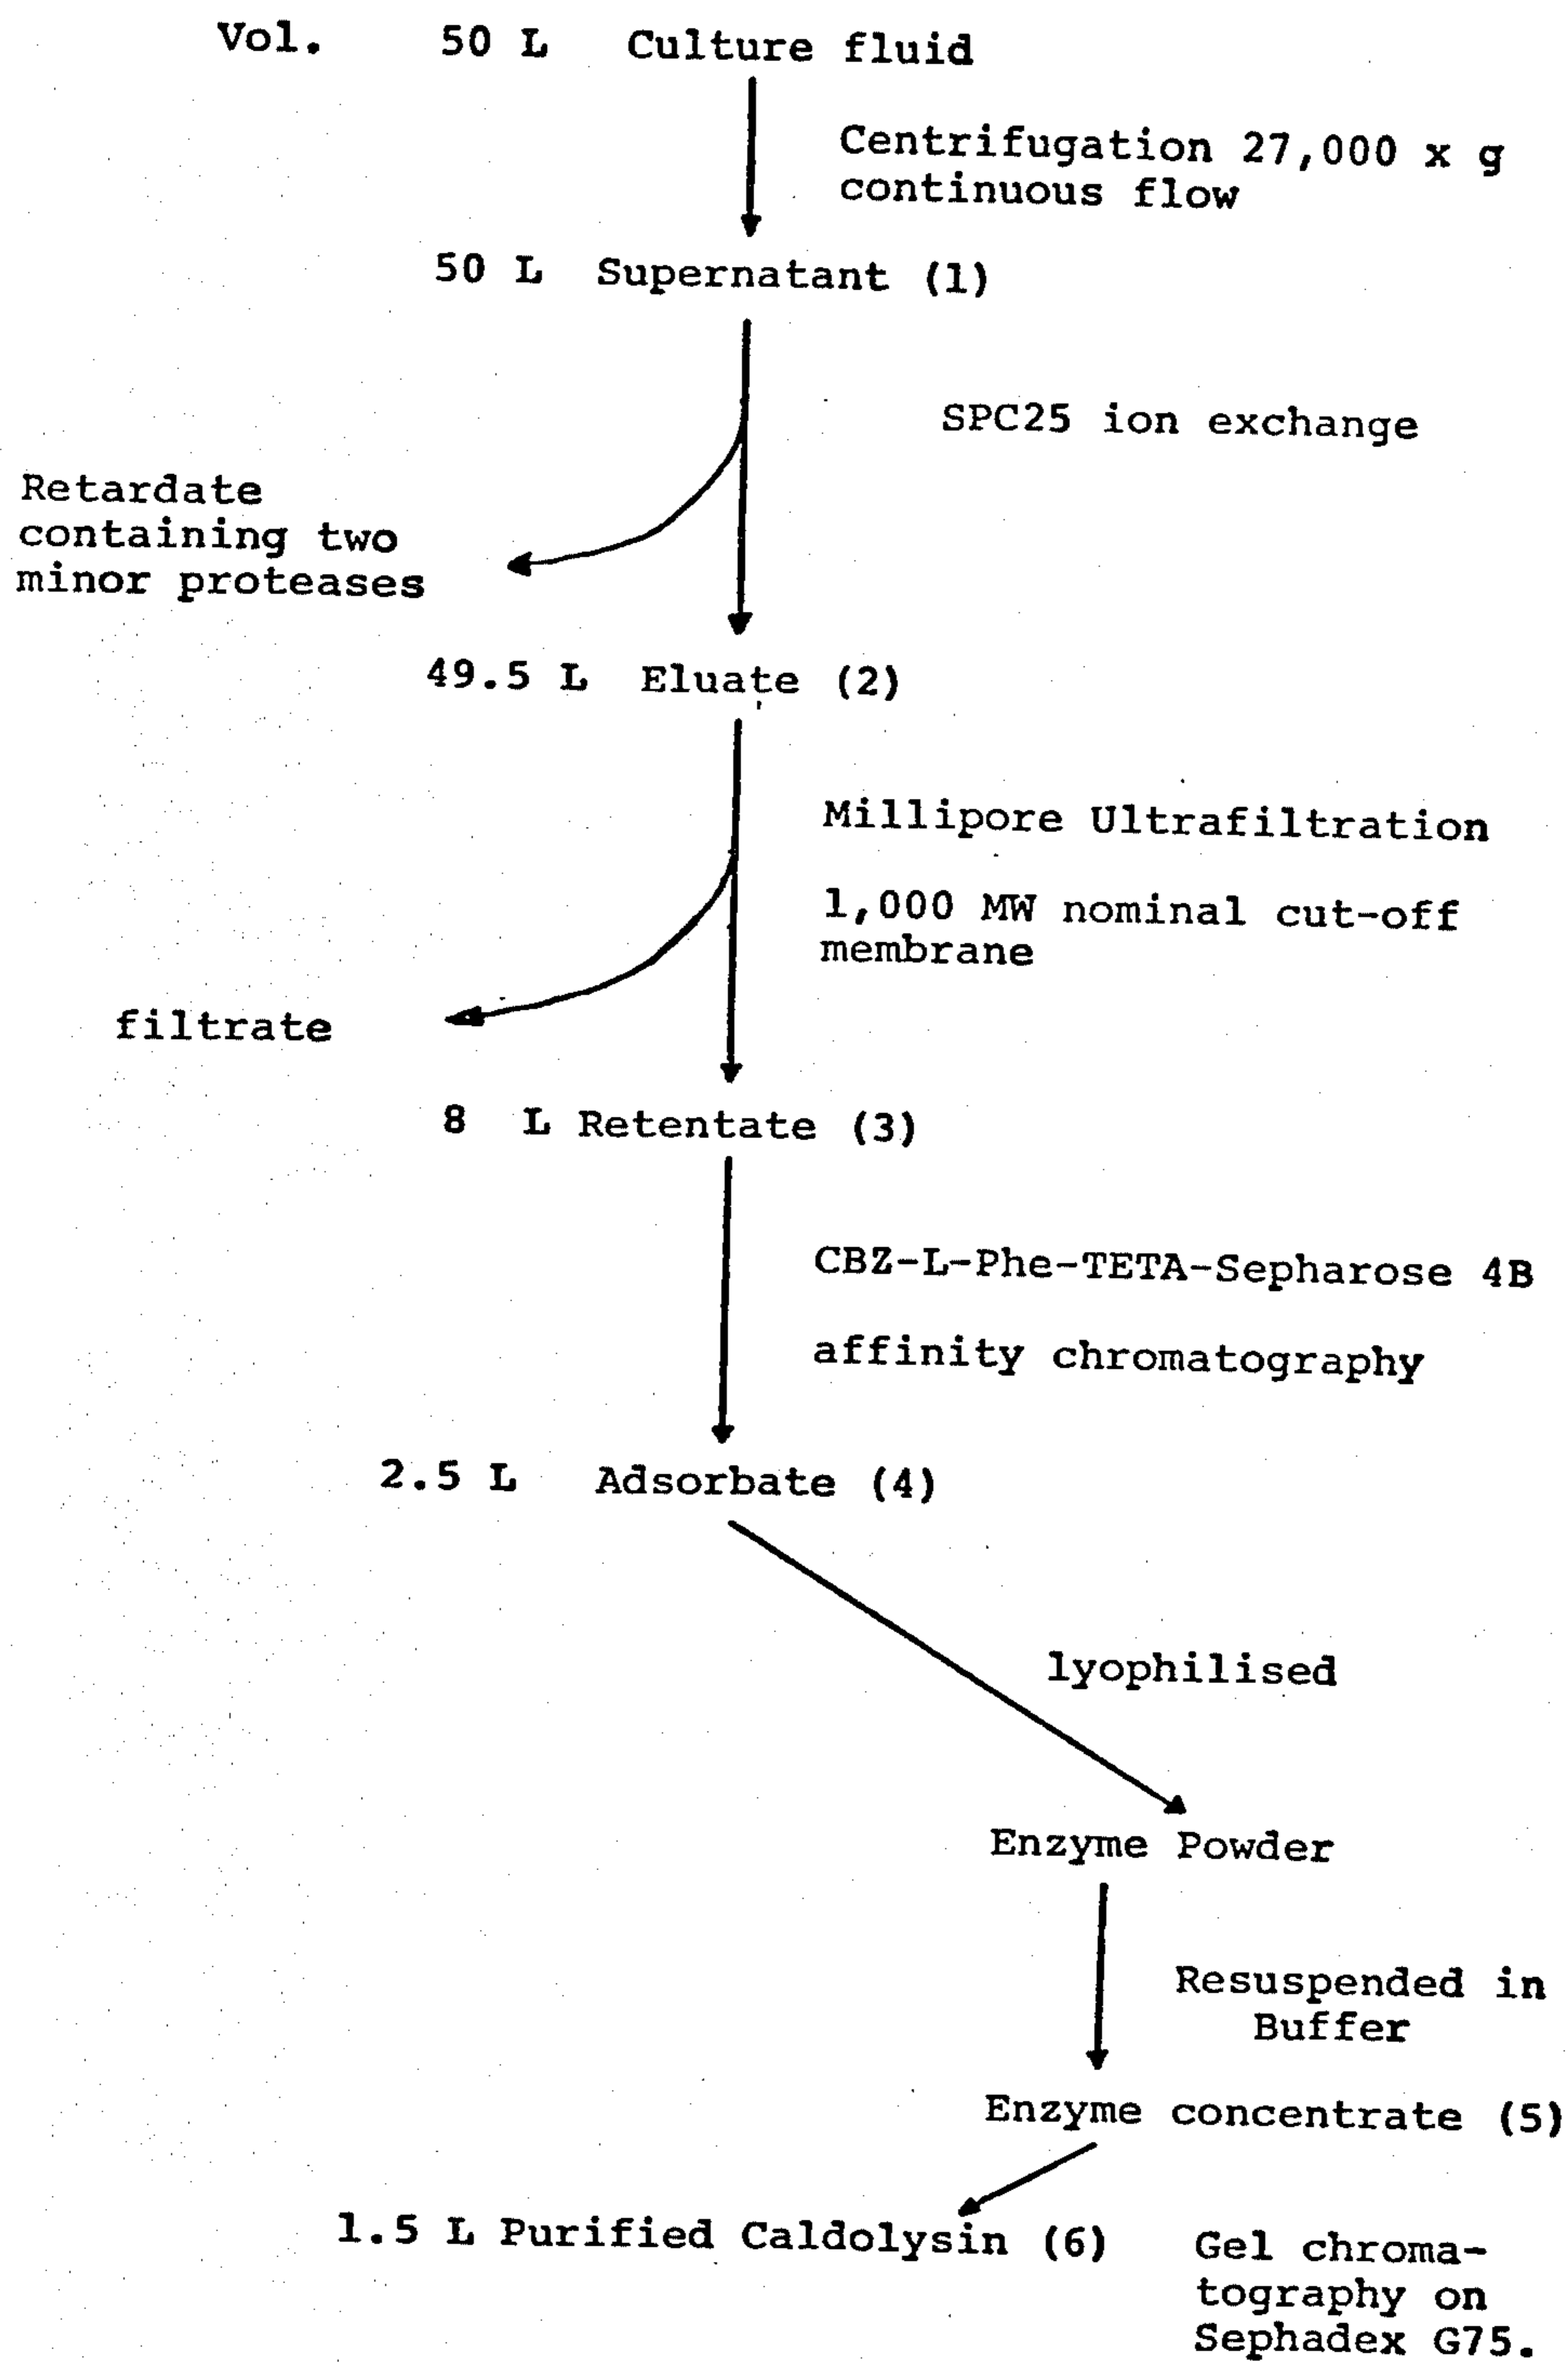 Vol. 50 L Culture fluid
Centrifugation 27,000 x g
continuous flow
50 L Supernatant (1)
SPC25 ion exchange
Retardate
containing two
minor proteases
49.5 L Eluate (2)
Millipore Ultrafiltration
1,000 MW nominal cut-off
membrane
filtrate
8 L Retentate (3)
CBZ-L-Phe-TETA-Sepharose 4B
affinity chromatography
2.5 L Adsorbate (4)
lyophilised
Enzyme Powder
Resuspended in
Buffer
Enzyme concentrate (5)
1.5 L Purified Caldolysin (6)
Gel chroma-
tography on
Sephadex G75.